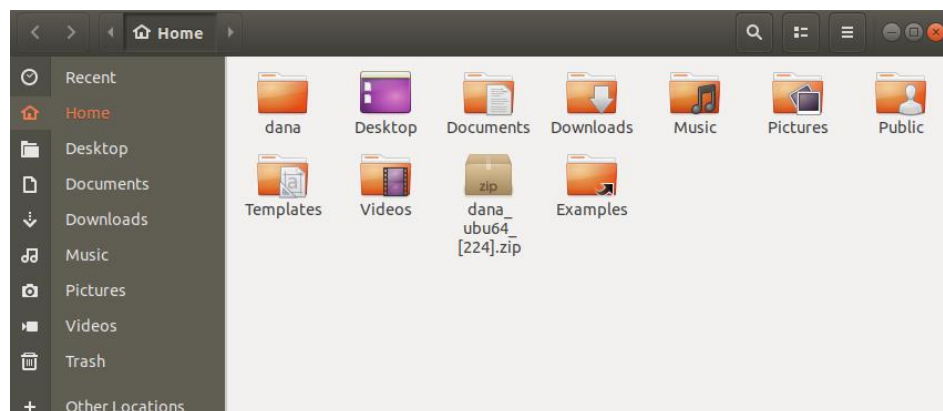 Home
Recent
Home
Desktop
Documents
Downloads
Music
Pictures
Videos
Trash
Other Locations
dana
Desktop
Documents
Downloads
Music
Pictures
Public
Templates
Videos
zip
dana_
ubu64_
[224].zip
Examples